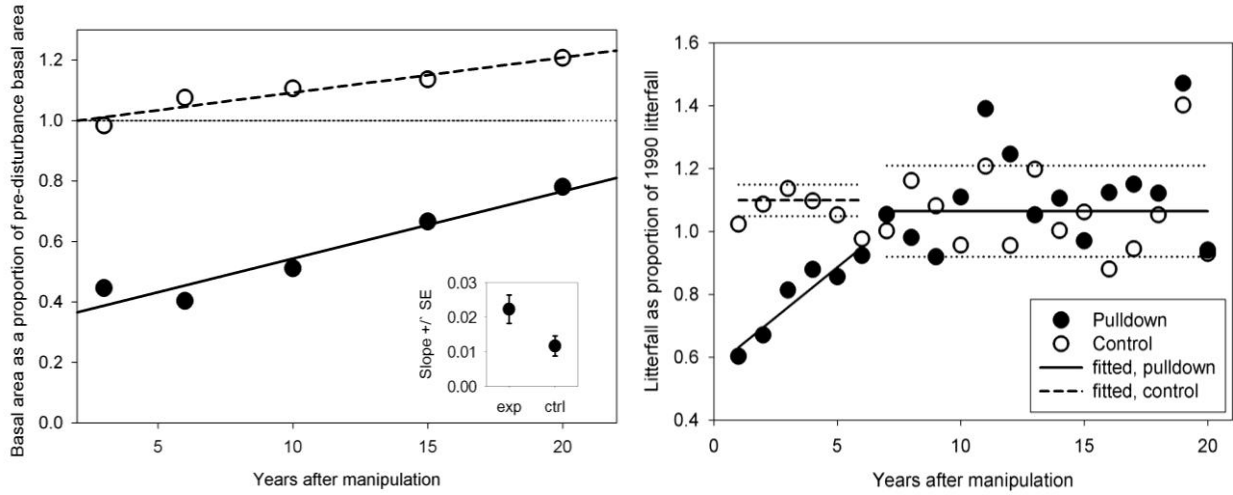 Basal area as a proportion of pre-disturbance basal area
1.2
1.0
0.8
0.6
0.4
0.2
0.0
5 10 15 20
Years after manipulation
Slope +/- SE
0.03
0.02
0.01
0.00
exp ctrl
Litterfall as proportion of 1990 litterfall
1.6
1.4
1.2
1.0
0.8
0.6
0.4
0 5 10 15 20
Years after manipulation
Pulldown
Control
fitted, pulldown
fitted, control